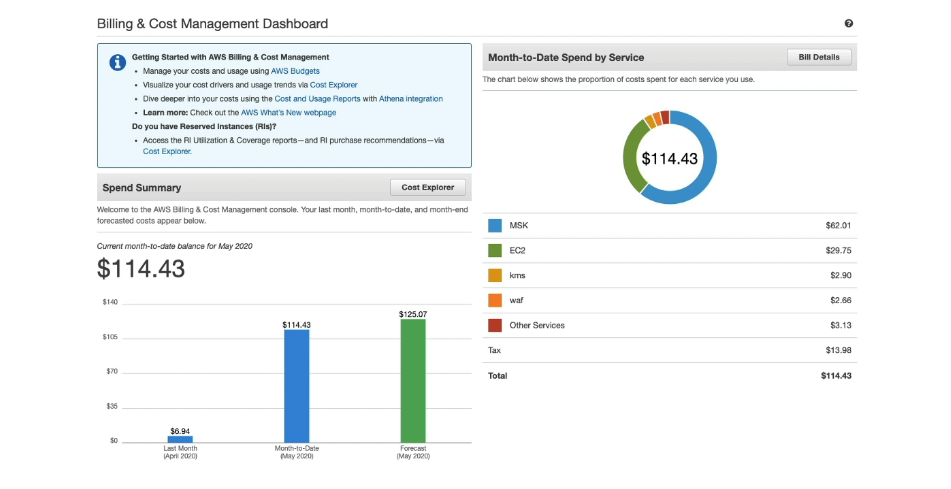 Billing & Cost Management Dashboard
Getting Started with AWS Billing & Cost Management
• Manage your costs and usage using AWS Budgets
• Visualize your cost drivers and usage trends via Cost Explorer
• Dive deeper into your costs using the Cost and Usage Reports with Athena integration
• Learn more: Check out the AWS What's New webpage
Do you have Reserved Instances (RIs)?
• Access the RI Utilization & Coverage reports—and RI purchase recommendations—via
Cost Explorer.
Spend Summary
Cost Explorer
Welcome to the AWS Billing & Cost Management console. Your last month, month-to-date, and month-end
forecasted costs appear below.
Current month-to-date balance for May 2020
$114.43
$140
$105
$70
$35
$0
$6.94
$114.43
$125.07
Last Month
(April 2020)
Month-to-Date
(May 2020)
Forecast
(May 2020)
Month-to-Date Spend by Service
Bill Details
The chart below shows the proportion of costs spent for each service you use.
$114.43
MSK $62.01
EC2 $29.75
kms $2.90
waf $2.66
Other Services $3.13
Tax $13.98
Total $114.43